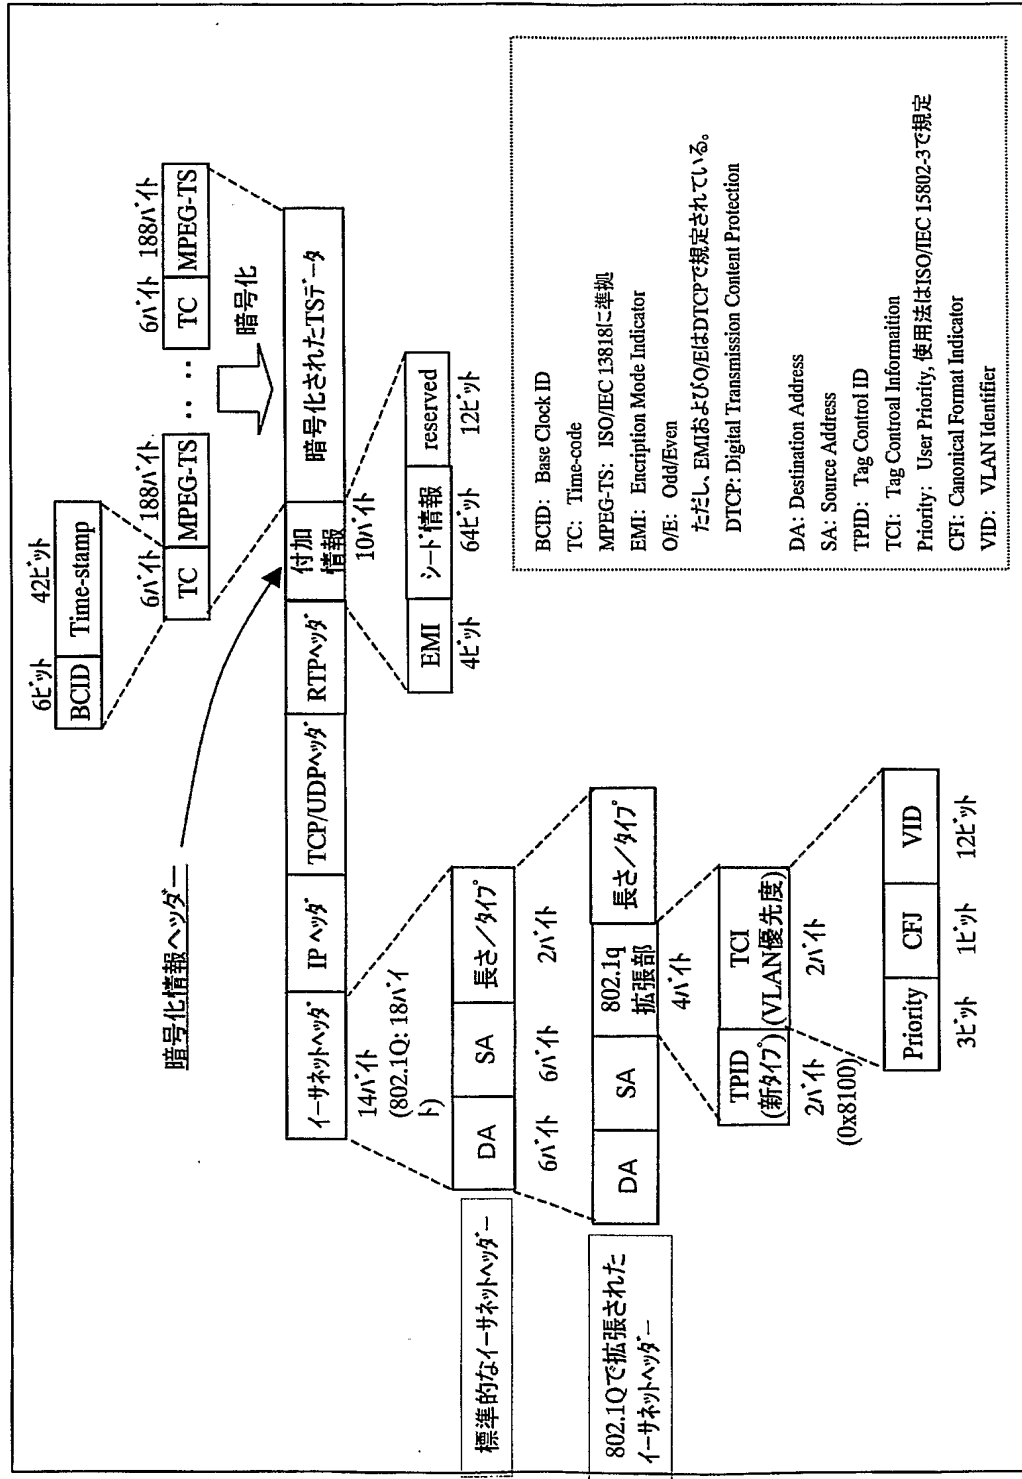 6ビット 42ビット
BCID Time-stamp
6バイト 188バイト 6バイト 188バイト
TC MPEG-TS ‥ ‥ TC MPEG-TS
暗号化
暗号化情報ヘッダー
イーサネットヘッダ IPヘッダ TCP/UDPヘッダ RTPヘッダ 付加情報 暗号化されたTSデータ
14バイト
(802.1Q: 18バイ
ト)
10バイト
EMI シード情報 reserved
4ビット 64ビット 12ビット
標準的なイーサネットヘッダー
DA SA 長さ/タイプ
6バイト 6バイト 2バイト
802.1Qで拡張された
イーサネットヘッダー
DA SA 802.1q拡張部 長さ/タイプ
4バイト
TPID TCI
(新タイプ) (VLAN優先度)
2バイト 2バイト
(0x8100)
Priority CFJ VID
3ビット 1ビット 12ビット
BCID: Base Clock ID
TC: Time-code
MPEG-TS: ISO/IEC 13818に準拠
EMI: Encription Mode Indicator
O/E: Odd/Even
ただし、EMIおよびO/EはDTCPで規定されている。
DTCP: Digital Transmission Content Protection
DA: Destination Address
SA: Source Address
TPID: Tag Control ID
TCI: Tag Controal Informaition
Priority: User Priority, 使用法はISO/IEC 15802-3で規定
CFI: Canonical Format Indicator
VID: VLAN Identifier